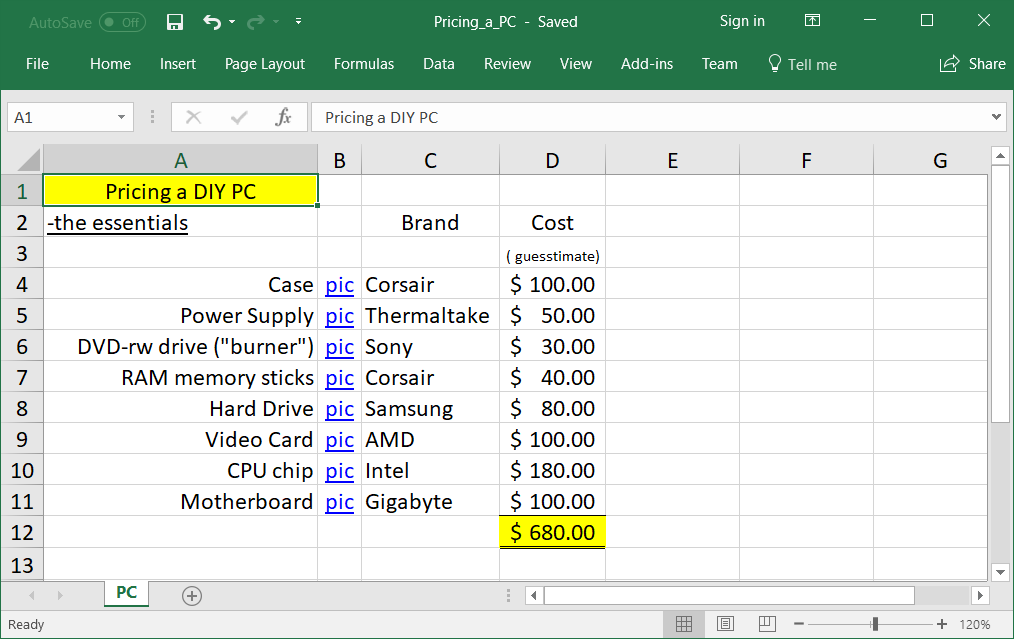 AutoSave Off Pricing_a_PC - Saved Sign in
File Home Insert Page Layout Formulas Data Review View Add-ins Team Tell me Share
A1 fx Pricing a DIY PC
A B C D E F G
1 Pricing a DIY PC
2 -the essentials Brand Cost
3 ( guesstimate)
4 Case pic Corsair $ 100.00
5 Power Supply pic Thermaltake $ 50.00
6 DVD-rw drive ("burner") pic Sony $ 30.00
7 RAM memory sticks pic Corsair $ 40.00
8 Hard Drive pic Samsung $ 80.00
9 Video Card pic AMD $ 100.00
10 CPU chip pic Intel $ 180.00
11 Motherboard pic Gigabyte $ 100.00
12 $ 680.00
13
PC
Ready 120%